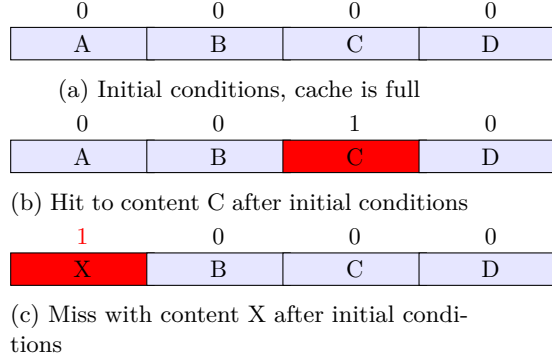 0 0 0 0
A B C D
(a) Initial conditions, cache is full
0 0 1 0
A B C D
(b) Hit to content C after initial conditions
1 0 0 0
X B C D
(c) Miss with content X after initial condi-
tions